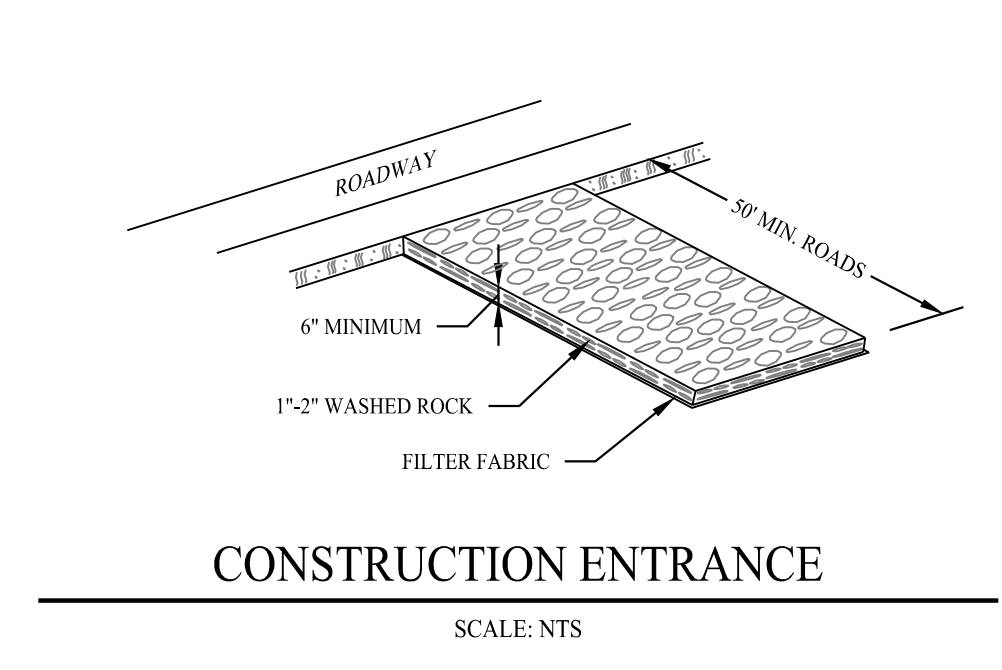 ROADWAY
50' MIN. ROADS
6" MINIMUM
1"-2" WASHED ROCK
FILTER FABRIC
CONSTRUCTION ENTRANCE
SCALE: NTS